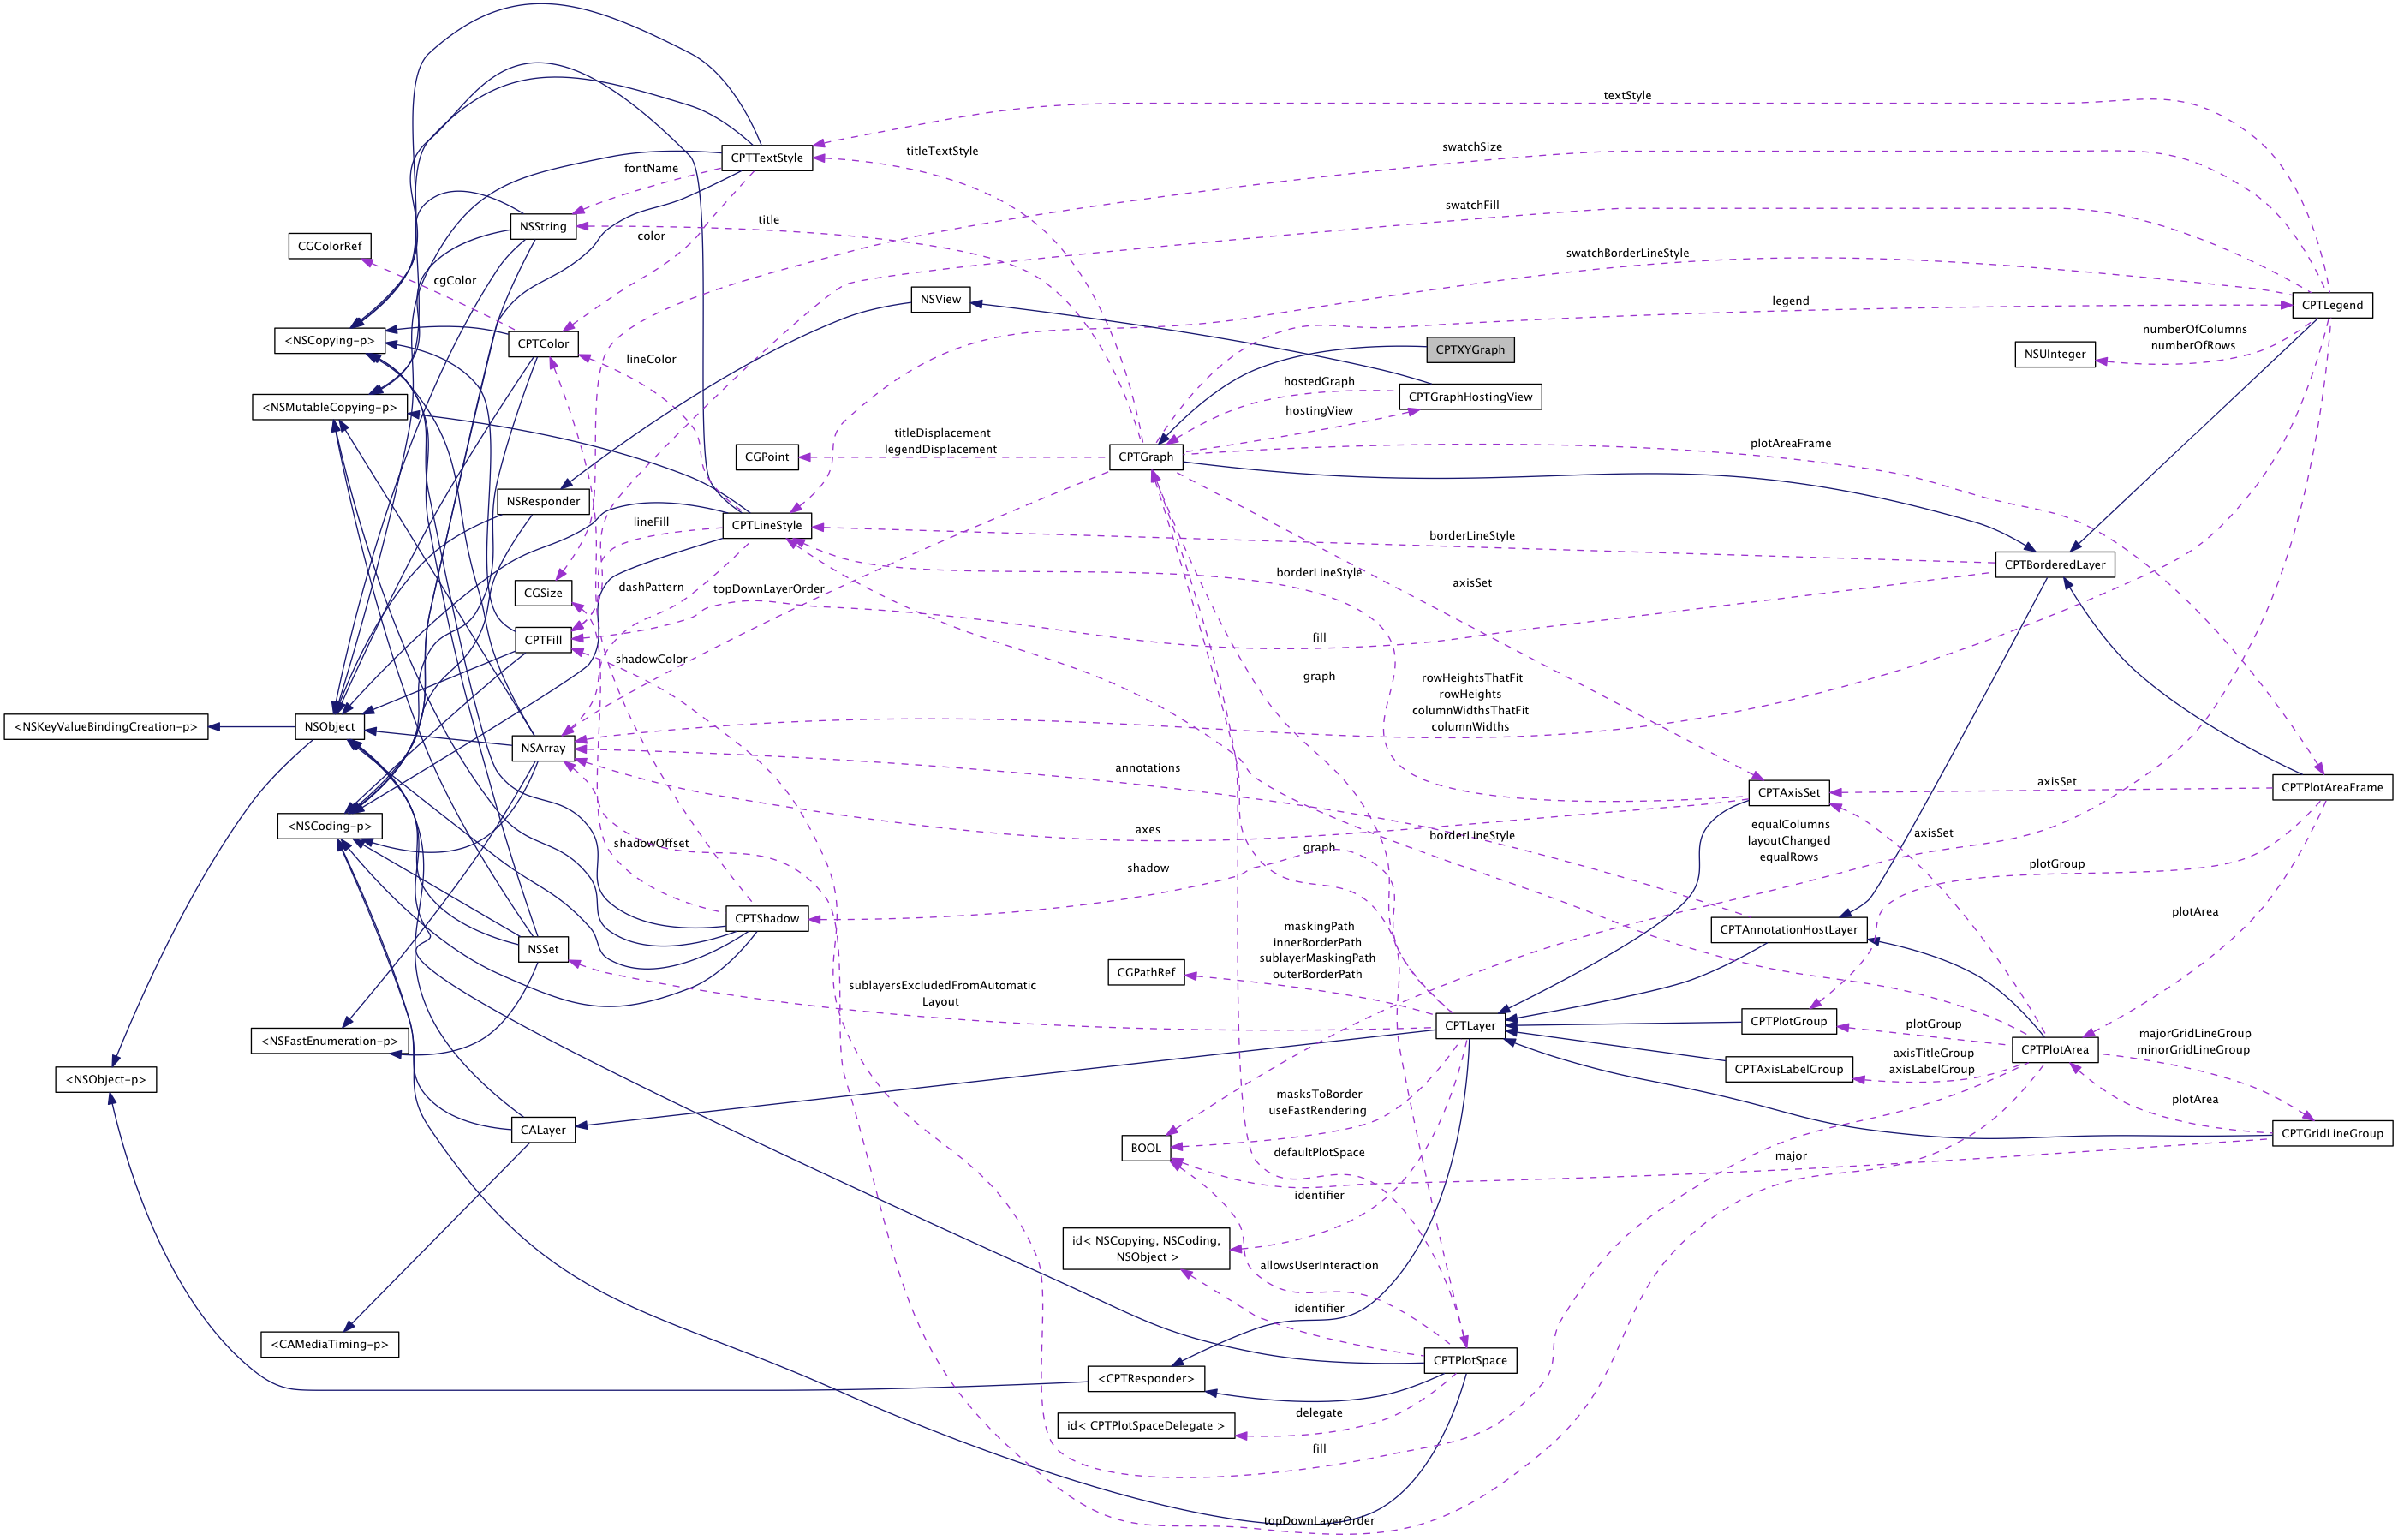 textStyle
swatchSize
titleTextStyle
CPTTextStyle
fontName
swatchFill
title
NSString
color
CGColorRef
swatchBorderLineStyle
cgColor
NSView
legend
CPTLegend
numberOfColumns
numberOfRows
NSUInteger
<NSCopying-p>
CPTColor
lineColor
CPTXYGraph
hostedGraph
CPTGraphHostingView
<NSMutableCopying-p>
hostingView
titleDisplacement
legendDisplacement
plotAreaFrame
CGPoint
CPTGraph
NSResponder
lineFill
CPTLineStyle
borderLineStyle
CPTBorderedLayer
borderLineStyle
axisSet
CGSize
dashPattern
topDownLayerOrder
CPTFill
fill
shadowColor
graph
rowHeightsThatFit
rowHeights
columnWidthsThatFit
columnWidths
<NSKeyValueBindingCreation-p>
NSObject
NSArray
annotations
axisSet
CPTAxisSet
CPTPlotAreaFrame
<NSCoding-p>
axes
equalColumns
layoutChanged
equalRows
axisSet
borderLineStyle
shadowOffset
graph
shadow
plotGroup
CPTShadow
plotArea
maskingPath
innerBorderPath
sublayerMaskingPath
outerBorderPath
CPTAnnotationHostLayer
NSSet
CGPathRef
sublayersExcludedFromAutomatic
Layout
CPTLayer
CPTPlotGroup
plotGroup
majorGridLineGroup
minorGridLineGroup
<NSFastEnumeration-p>
CPTPlotArea
axisTitleGroup
axisLabelGroup
CPTAxisLabelGroup
<NSObject-p>
masksToBorder
useFastRendering
plotArea
CALayer
CPTGridLineGroup
BOOL
defaultPlotSpace
major
identifier
id< NSCopying, NSCoding,
NSObject >
allowsUserInteraction
identifier
<CAMediaTiming-p>
CPTPlotSpace
<CPTResponder>
delegate
id< CPTPlotSpaceDelegate >
fill
topDownLayerOrder